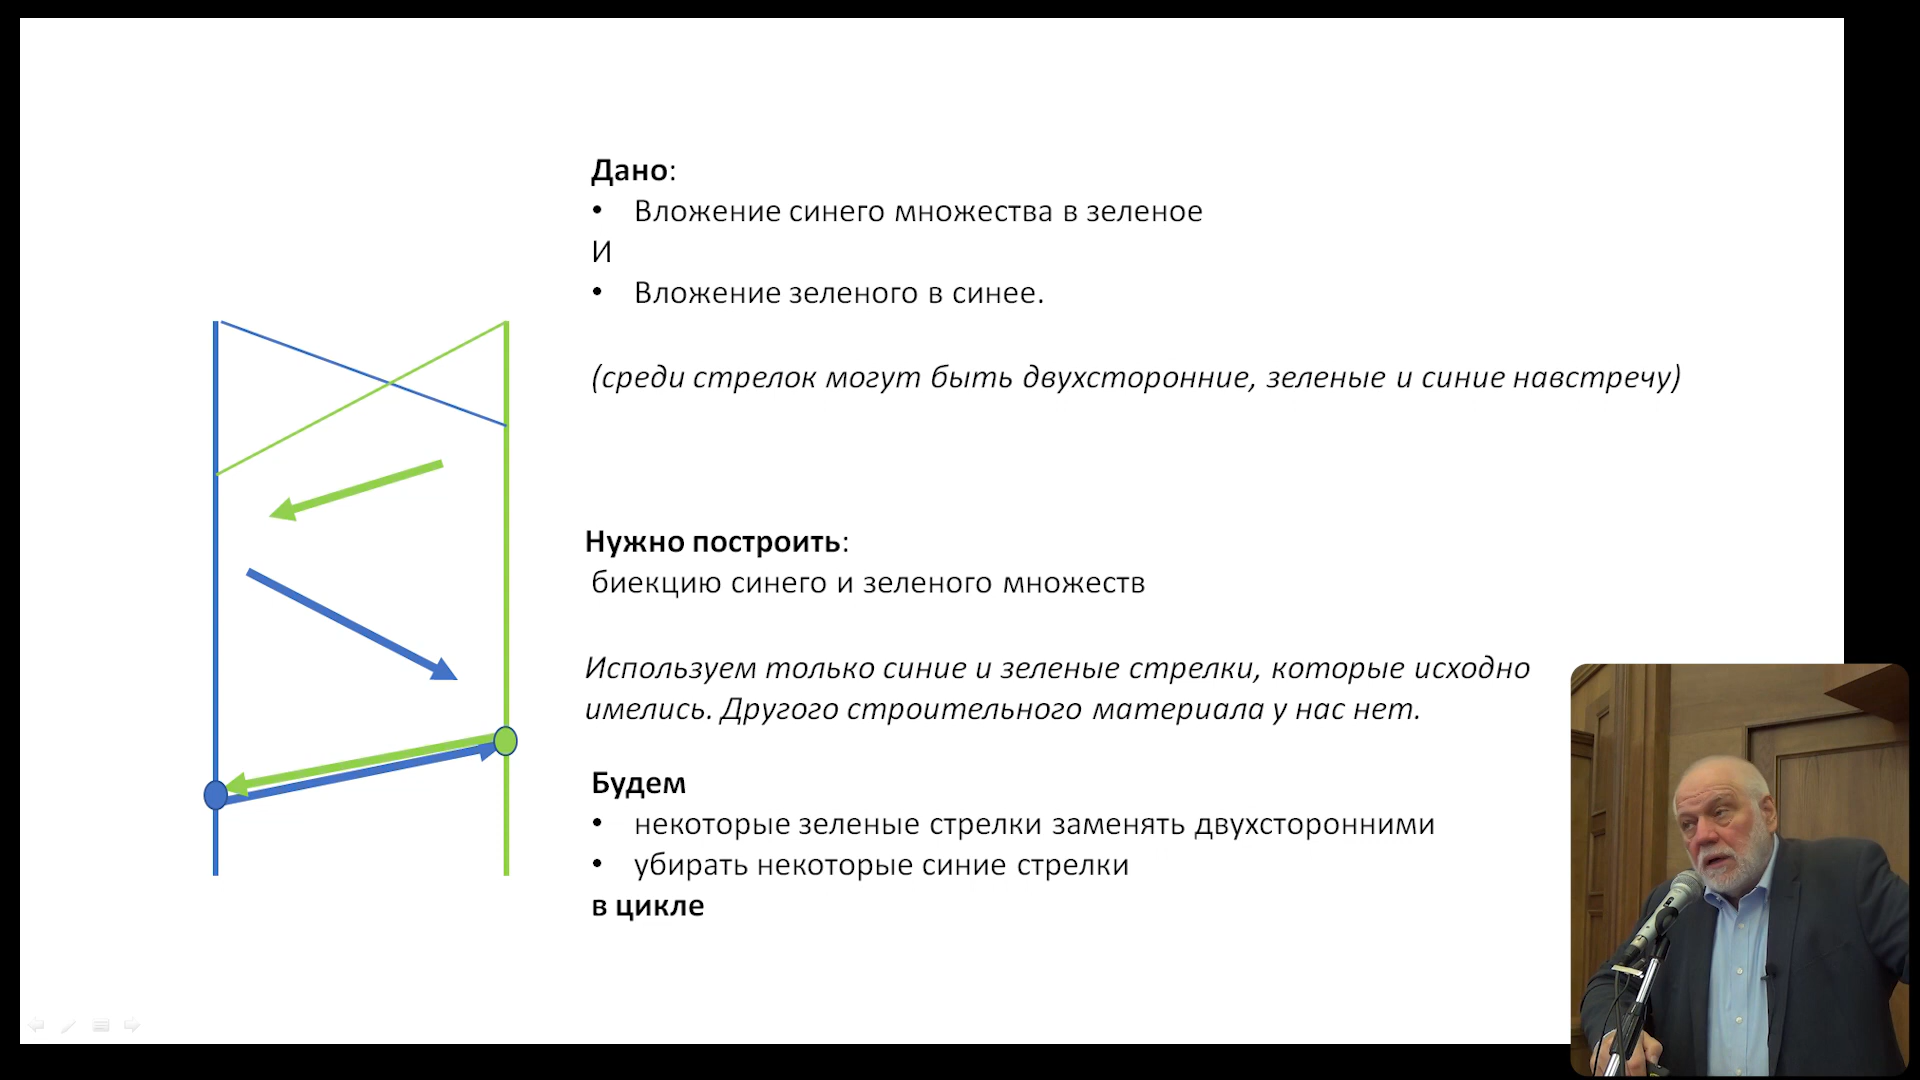 Дано:
• Вложение синего множества в зеленое
И
• Вложение зеленого в синее.
(среди стрелок могут быть двухсторонние, зеленые и синие навстречу)
Нужно построить:
биекцию синего и зеленого множеств
Используем только синие и зеленые стрелки, которые исходно
имелись. Другого строительного материала у нас нет.
Будем
• некоторые зеленые стрелки заменять двухсторонними
• убирать некоторые синие стрелки
в цикле